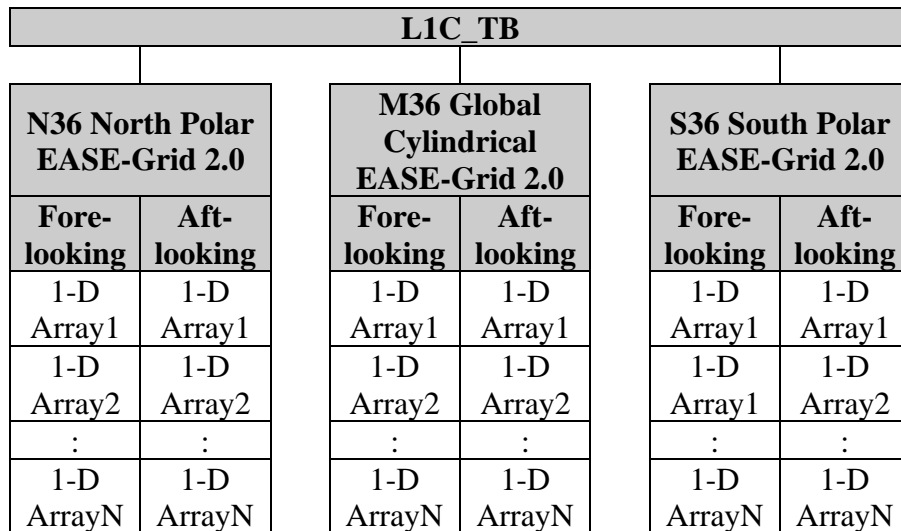 L1C_TB
N36 North Polar
EASE-Grid 2.0
M36 Global
Cylindrical
EASE-Grid 2.0
S36 South Polar
EASE-Grid 2.0
Fore-
looking
Aft-
looking
Fore-
looking
Aft-
looking
Fore-
looking
Aft-
looking
1-D
Array1
1-D
Array1
1-D
Array1
1-D
Array1
1-D
Array1
1-D
Array1
1-D
Array2
1-D
Array2
1-D
Array2
1-D
Array2
1-D
Array1
1-D
Array2
:
:
:
:
:
:
1-D
ArrayN
1-D
ArrayN
1-D
ArrayN
1-D
ArrayN
1-D
ArrayN
1-D
ArrayN